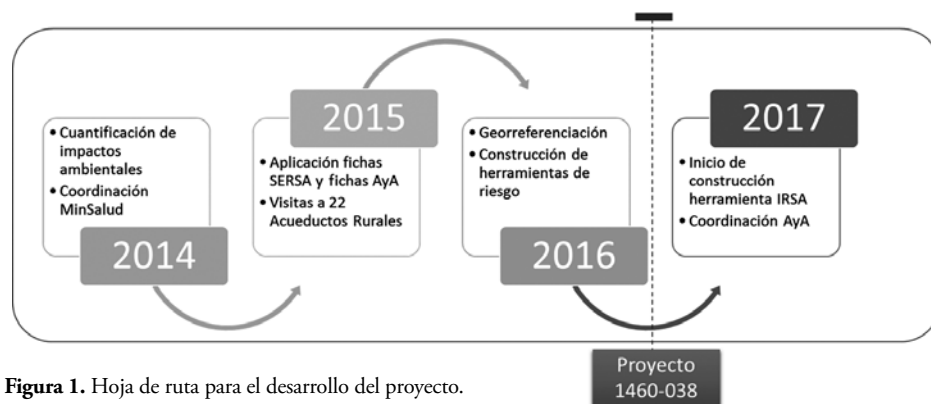 • Cuantificación de
impactos
ambientales
• Coordinación
MinSalud
2014
2015
• Aplicación fichas
SERSA y fichas AyA
• Visitas a 22
Acueductos Rurales
• Georreferenciación
• Construcción de
herramientas de
riesgo
2016
2017
• Inicio de
construcción
herramienta IRSA
• Coordinación AyA
Proyecto
1460-038
Figura 1. Hoja de ruta para el desarrollo del proyecto.